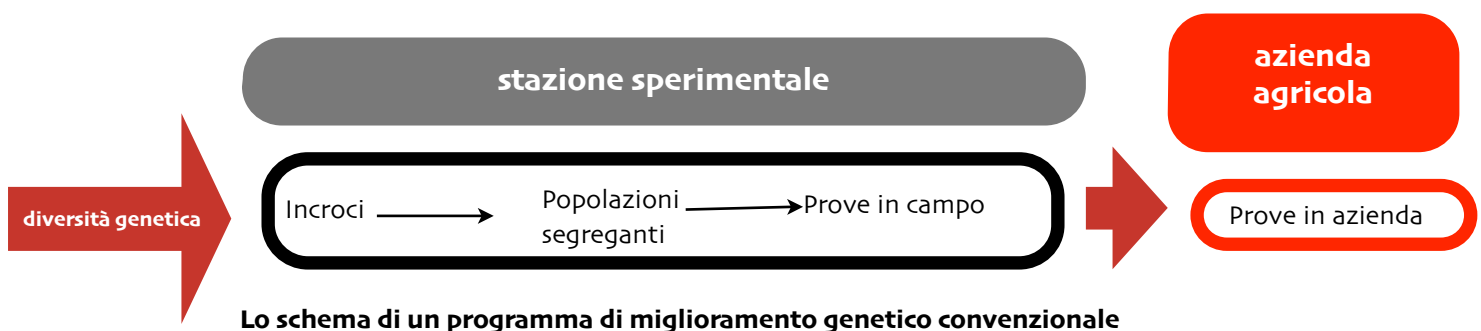 stazione sperimentale
azienda
agricola
diversità genetica
Incroci
Popolazioni
segreganti
Prove in campo
Prove in azienda
Lo schema di un programma di miglioramento genetico convenzionale